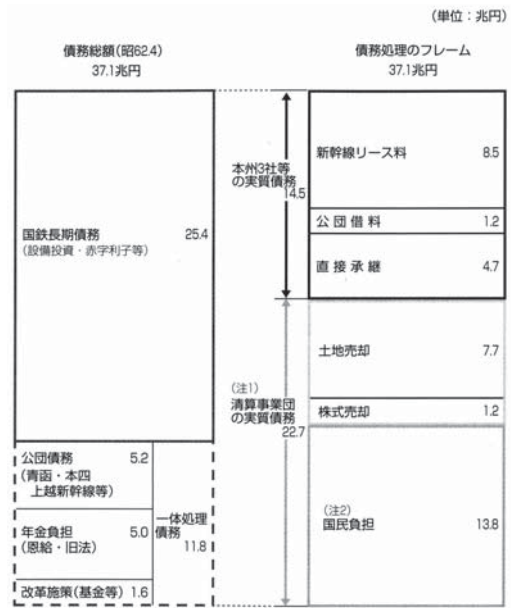 (単位:兆円)
債務総額(昭62.4)
37.1兆円
債務処理のフレーム
37.1兆円
国鉄長期債務 25.4
(設備投資・赤字利子等)
公団債務 5.2
(青函・本四
上越新幹線等)
年金負担 5.0
(恩給・旧法)
改革施策(基金等) 1.6
一体処理
債務
11.8
本州3社等
の実質債務
14.5
(注1)
清算事業団
の実質債務
22.7
新幹線リース料 8.5
公団借料 1.2
直接承継 4.7
土地売却 7.7
株式売却 1.2
(注2)
国民負担 13.8